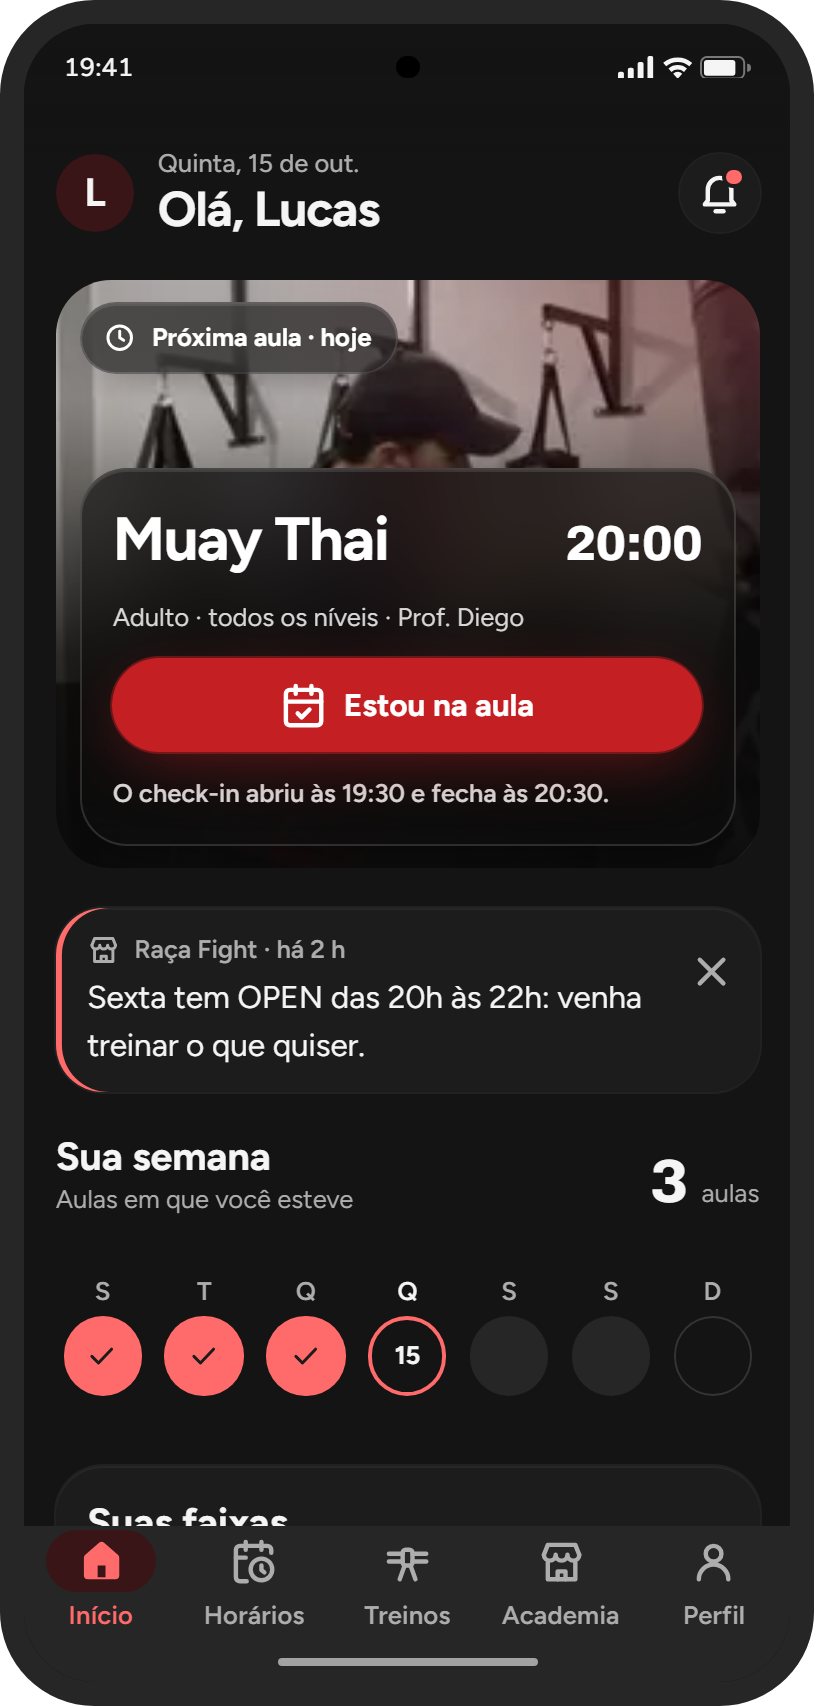 19:41
L
Quinta, 15 de out.
Olá, Lucas
Próxima aula · hoje
Muay Thai
20:00
Adulto · todos os níveis · Prof. Diego
Estou na aula
O check-in abriu às 19:30 e fecha às 20:30.
Raça Fight · há 2 h
Sexta tem OPEN das 20h às 22h: venha
treinar o que quiser.
Sua semana
Aulas em que você esteve
3 aulas
S T Q Q S S D
15
Suas faixas
Início Horários Treinos Academia Perfil